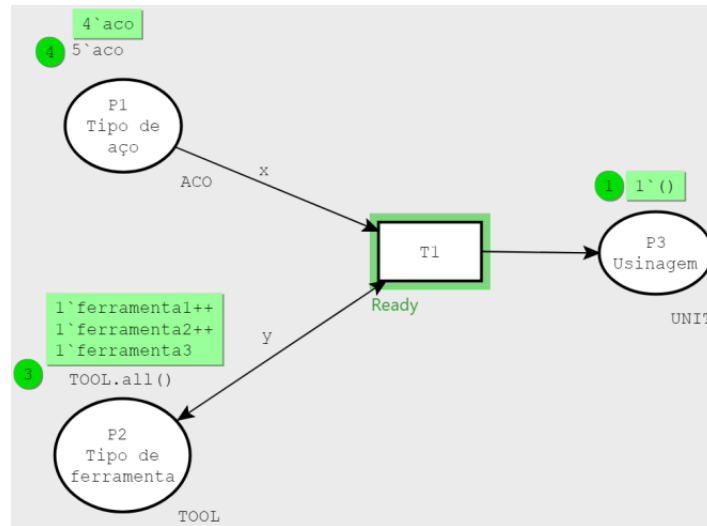 4`aco
4
5`aco
P1
Tipo de
aço
ACO
x
1
1`()
P3
Usinagem
UNIT
T1
Ready
1`ferramenta1++
1`ferramenta2++
1`ferramenta3
3
TOOL.all()
y
P2
Tipo de
ferramenta
TOOL